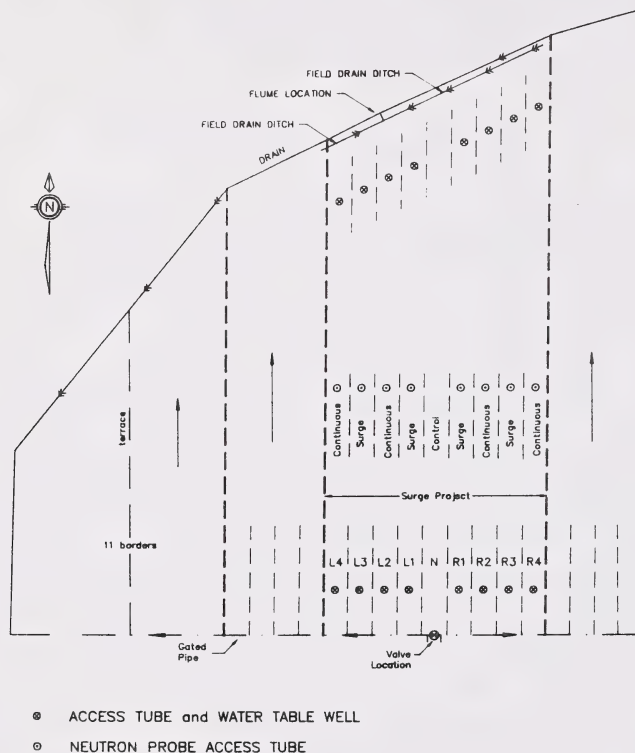 FIELD DRAIN DITCH
FLUME LOCATION
FIELD DRAIN DITCH
DRAIN
N
Continuous
Surge
Continuous
Surge
Control
Surge
Continuous
Surge
Continuous
terrace
Surge Project
11 borders
L4 L3 L2 L1 N R1 R2 R3 R4
Gated
Pipe
Valve
Location
ACCESS TUBE and WATER TABLE WELL
NEUTRON PROBE ACCESS TUBE